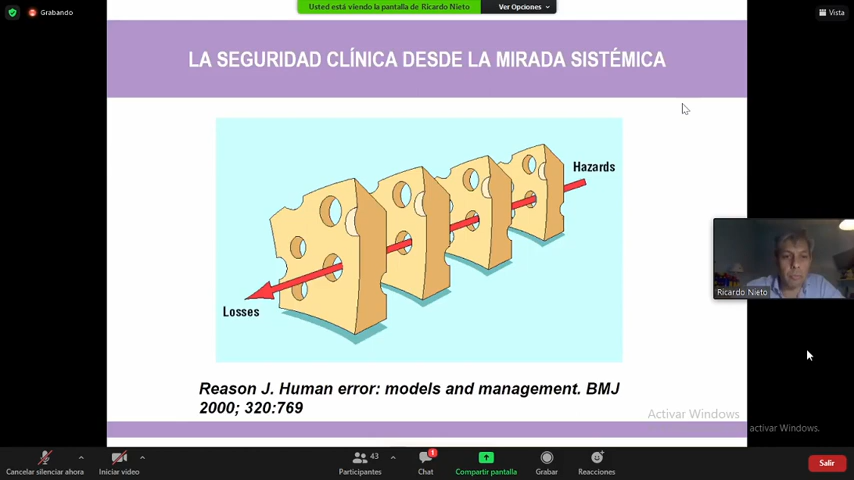 Grabando
Usted está viendo la pantalla de Ricardo Nieto
Ver Opciones
Vista
LA SEGURIDAD CLÍNICA DESDE LA MIRADA SISTÉMICA
Hazards
Losses
Ricardo Nieto
Reason J. Human error: models and management. BMJ
2000; 320:769
Activar Windows
activar Windows.
Cancelar silenciar ahora
Iniciar video
43
Participantes
1
Chat
Compartir pantalla
Grabar
Reacciones
Salir